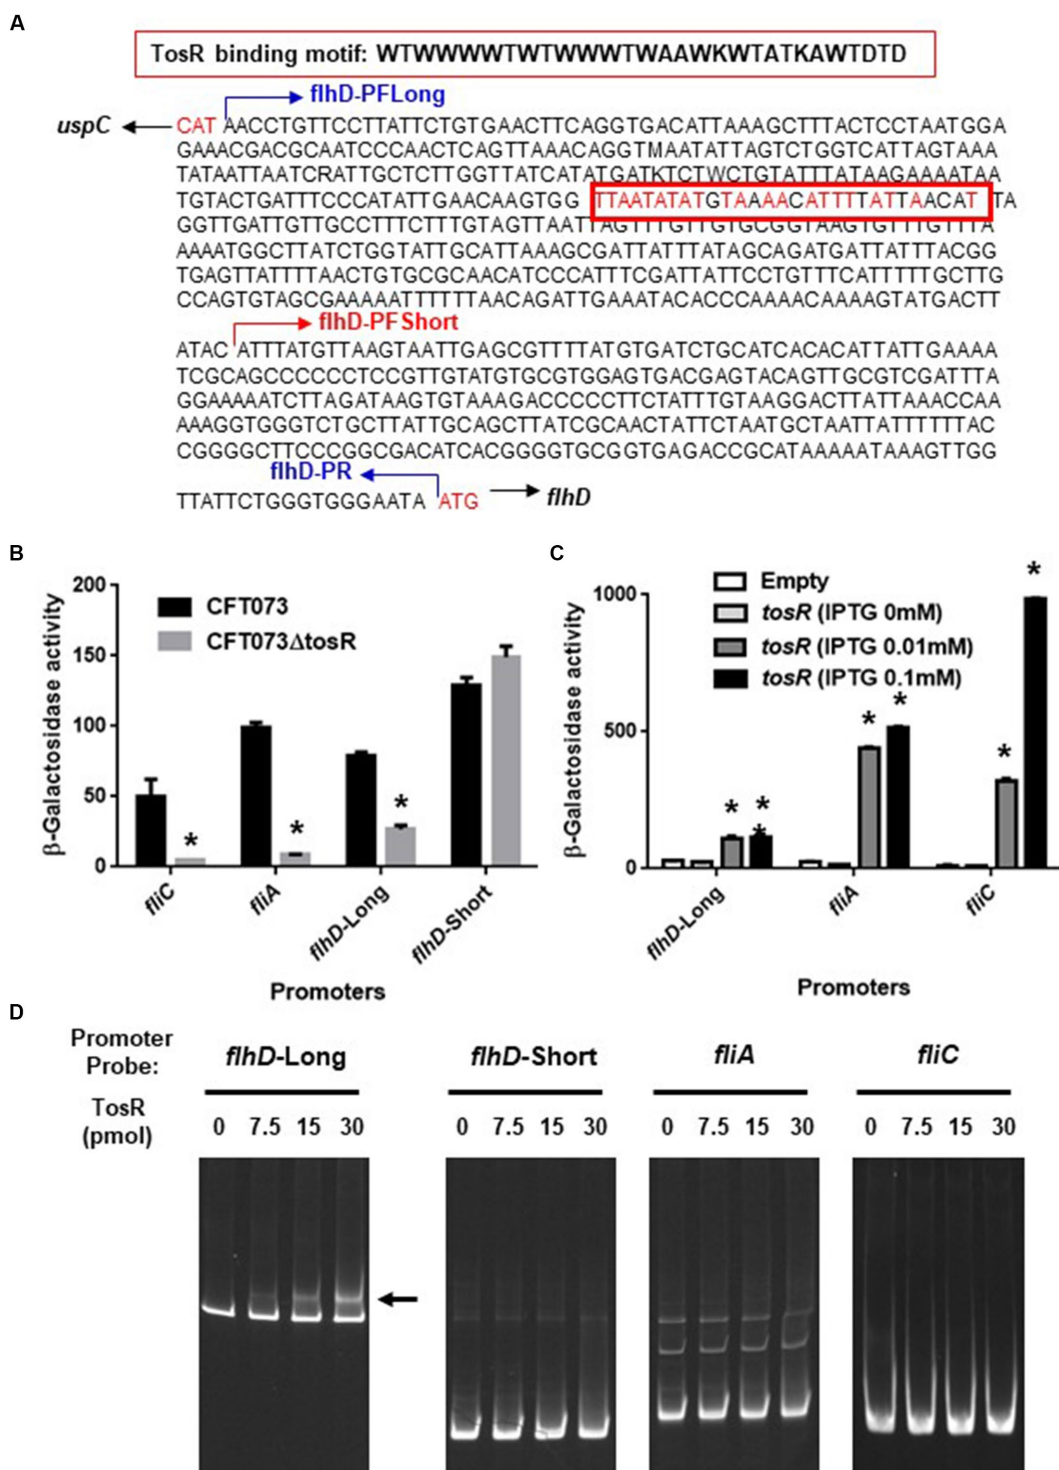 A
TosR binding motif: WTWWWWTWTWWWTWAAWKWTATKAWTDTD
flhD-PFLong
uspC CAT AACCTGTTCCTTATTCTGTGAACTTCAGGTGACATTAAAGCTTTACTCCTAATGGA
GAAACGACGCAATCCCAACTCAGTTAAACAGGTMAATATTAGTCTGGTCATTAGTAAA
TATAATTAATCRATTGCTCTTGGTTATCATATGATKTCTWCTGTATTTATAAGAAAATAA
TGTACTGATTTCCCATATTGAACAAGTGG TTAATATATGTAAAACATTTTATTAACAT TA
GGTTGATTGTTGCCTTTCTTTGTAGTTAATTAGTTTGTTGTGCGGTAAGTGTTTGTTTA
AAAATGGCTTATCTGGTATTGCATTAAAGCGATTATTTATAGCAGATGATTATTTACGG
TGAGTTATTTTAACTGTGCGCAACATCCCATTTCGATTATTCCTGTTTCATTTTTGCTTG
CCAGTGTAGCGAAAAATTTTTTAACAGATTGAAATACACCCAAAACAAAAGTATGACTT
flhD-PFShort
ATAC ATTTATGTTAAGTAATTGAGCGTTTTATGTGATCTGCATCACACATTATTGAAAA
TCGCAGCCCCCCTCCGTTGTATGTGCGTGGAGTGACGAGTACAGTTGCGTCGATTTA
GGAAAAATCTTAGATAAGTGTAAAGACCCCCTTCTATTTGTAAGGACTTATTAAACCAA
AAAGGTGGGTCTGCTTATTGCAGCTTATCGCAACTATTCTAATGCTAATTATTTTTTAC
CGGGGCTTCCCGGCGACATCACGGGGTGCGGTGAGACCGCATAAAAATAAAGTTGG
flhD-PR
TTATTCTGGGTGGGAATA ATG flhD
B
β-Galactosidase activity
200
150
100
50
0
CFT073
CFT073ΔtosR
*
*
*
fliC
fliA
flhD-Long
flhD-Short
Promoters
C
β-Galactosidase activity
1000
500
0
Empty
tosR (IPTG 0mM)
tosR (IPTG 0.01mM)
tosR (IPTG 0.1mM)
* * *
* *
* *
flhD-Long
fliA
fliC
Promoters
D
Promoter
Probe:
flhD-Long flhD-Short fliA fliC
TosR
(pmol)
0 7.5 15 30 0 7.5 15 30 0 7.5 15 30 0 7.5 15 30